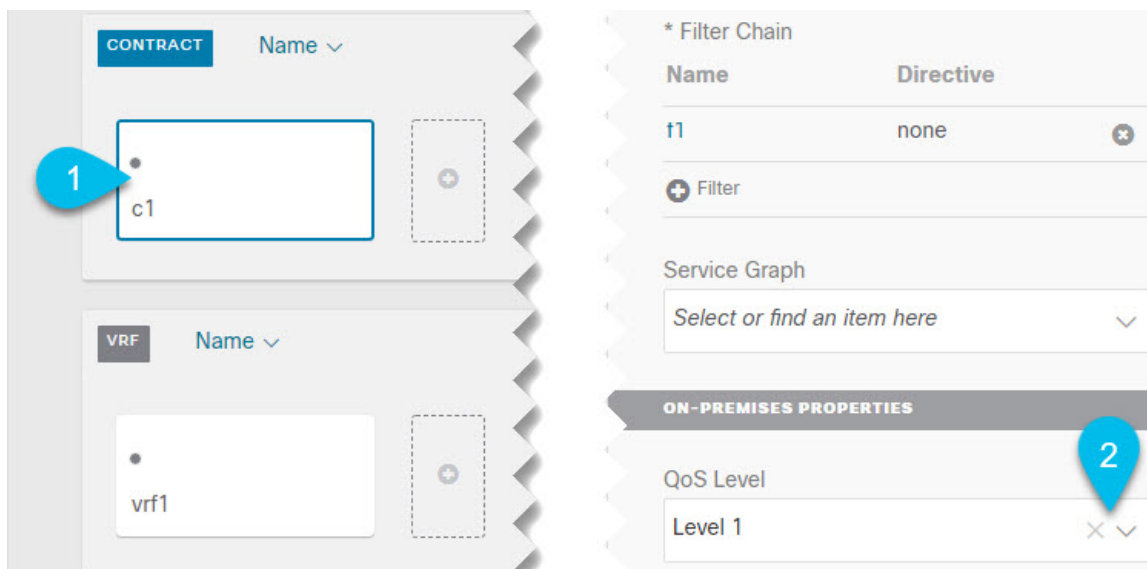 CONTRACT Name
1
c1
VRF Name
vrf1
* Filter Chain
Name Directive
t1 none
Filter
Service Graph
Select or find an item here
ON-PREMISES PROPERTIES
2
QoS Level
Level 1